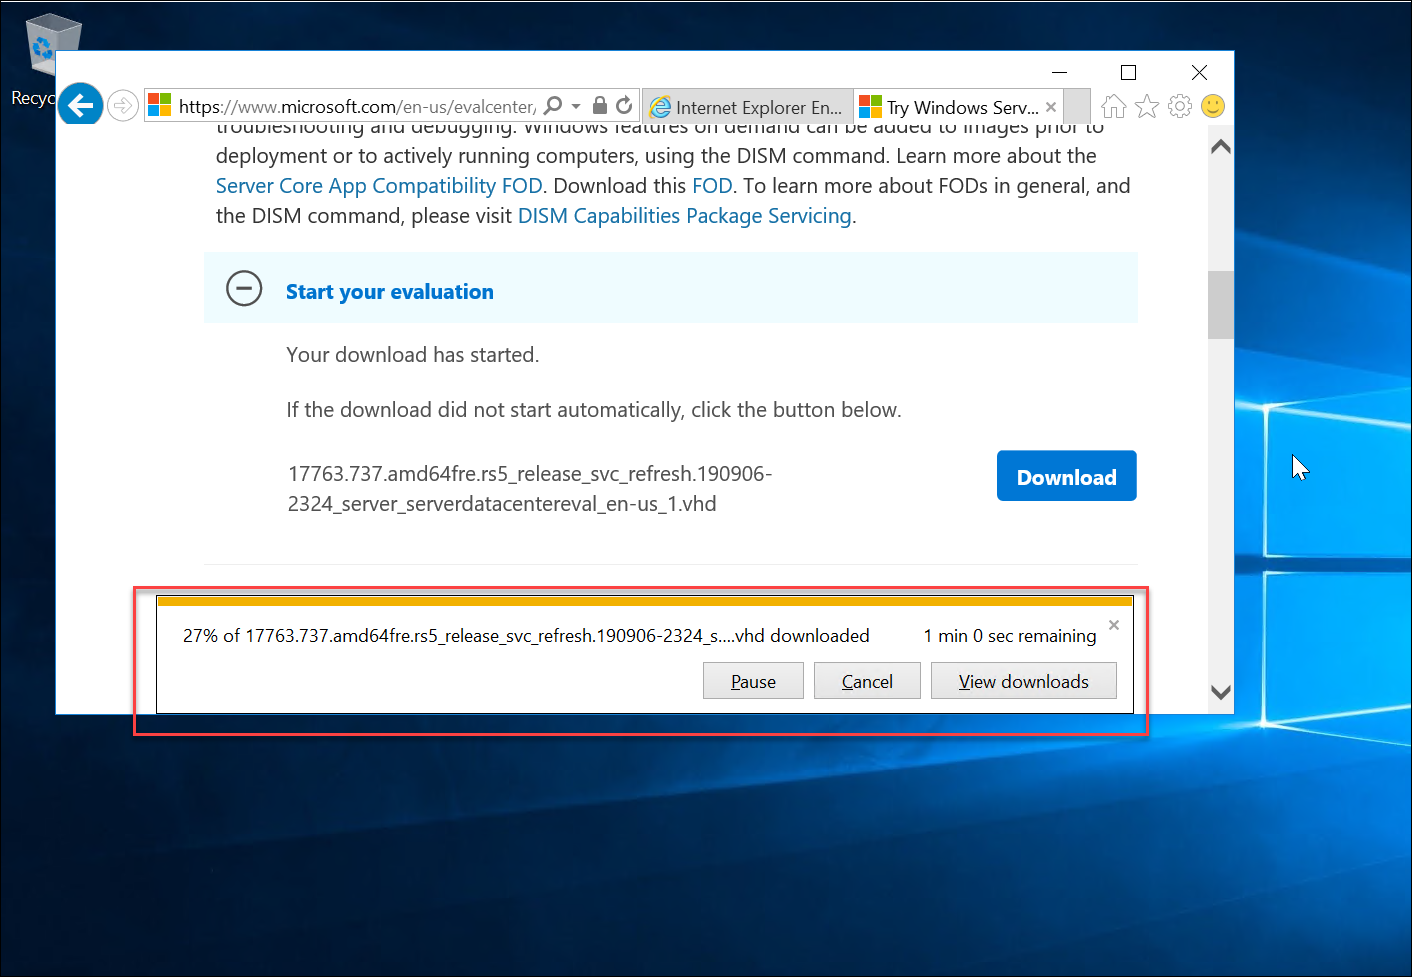 Recyc
https://www.microsoft.com/en-us/evalcenter/
Internet Explorer En...
Try Windows Serv...
troubleshooting and debugging. Windows features on demand can be added to images prior to
deployment or to actively running computers, using the DISM command. Learn more about the
Server Core App Compatibility FOD. Download this FOD. To learn more about FODs in general, and
the DISM command, please visit DISM Capabilities Package Servicing.
Start your evaluation
Your download has started.
If the download did not start automatically, click the button below.
17763.737.amd64fre.rs5_release_svc_refresh.190906-
2324_server_serverdatacentereval_en-us_1.vhd
Download
27% of 17763.737.amd64fre.rs5_release_svc_refresh.190906-2324_s....vhd downloaded
1 min 0 sec remaining
Pause
Cancel
View downloads